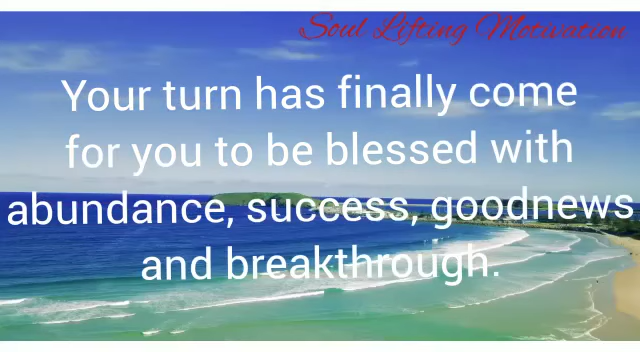 Soul Lifting Motivation
Your turn has finally come
for you to be blessed with
abundance, success, goodnews
and breakthrough.